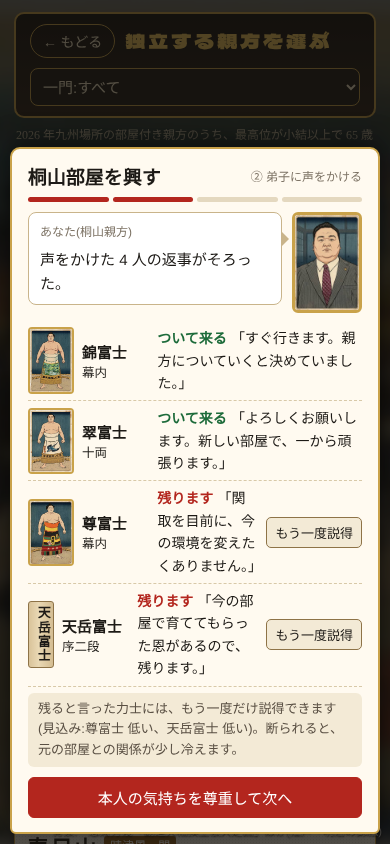 ← もどる
独立する親方を選ぶ
一門:すべて
2026 年九州場所の部屋付き親方のうち、最高位が小結以上で 65 歳
桐山部屋を興す
② 弟子に声をかける
あなた(桐山親方)
声をかけた 4 人の返事がそろっ
た。
錦富士
幕内
ついて来る 「すぐ行きます。親
方についていくと決めていまし
た。」
翠富士
十両
ついて来る 「よろしくお願いし
ます。新しい部屋で、一から頑
張ります。」
尊富士
幕内
残ります 「関
取を目前に、今
の環境を変えた
くありません。」
もう一度説得
天岳富士
天岳富士
序二段
残ります 「今の部
屋で育ててもらっ
た恩があるので、
残ります。」
もう一度説得
残ると言った力士には、もう一度だけ説得できます
(見込み:尊富士 低い、天岳富士 低い)。断られると、
元の部屋との関係が少し冷えます。
本人の気持ちを尊重して次へ